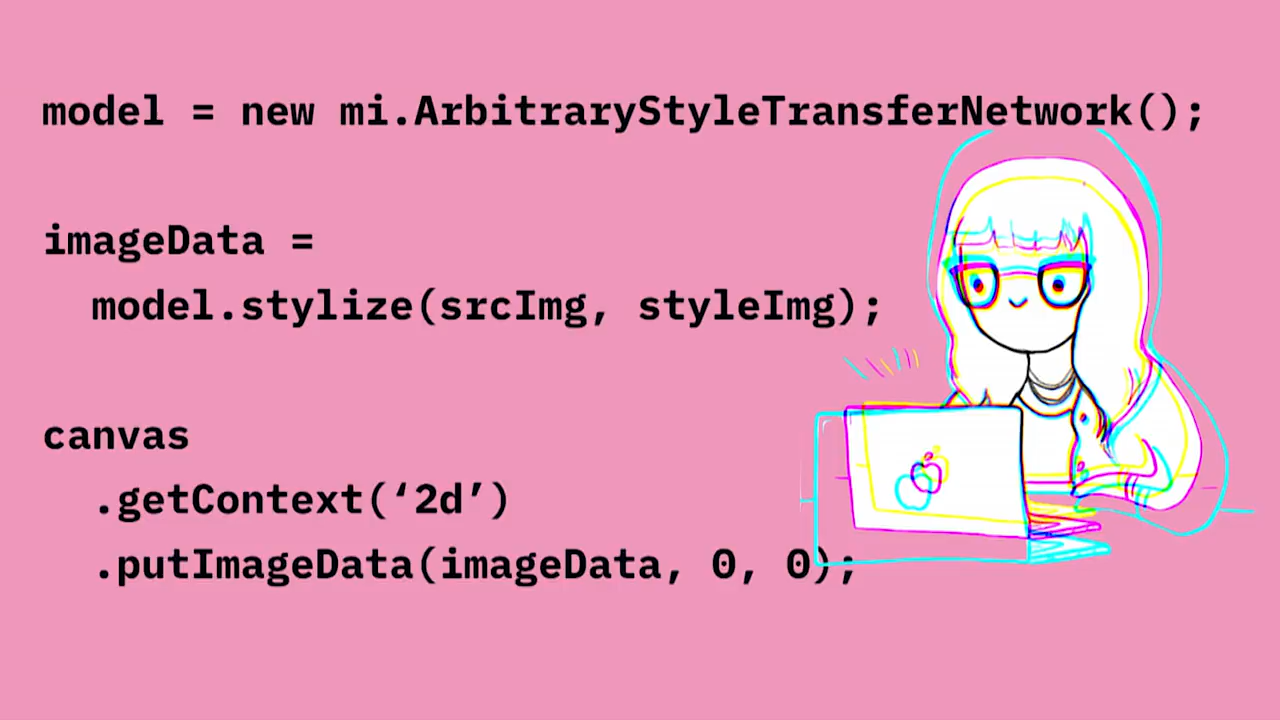 model = new mi.ArbitraryStyleTransferNetwork();
imageData =
model.stylize(srcImg, styleImg);
canvas
.getContext(‘2d’)
.putImageData(imageData, 0, 0);